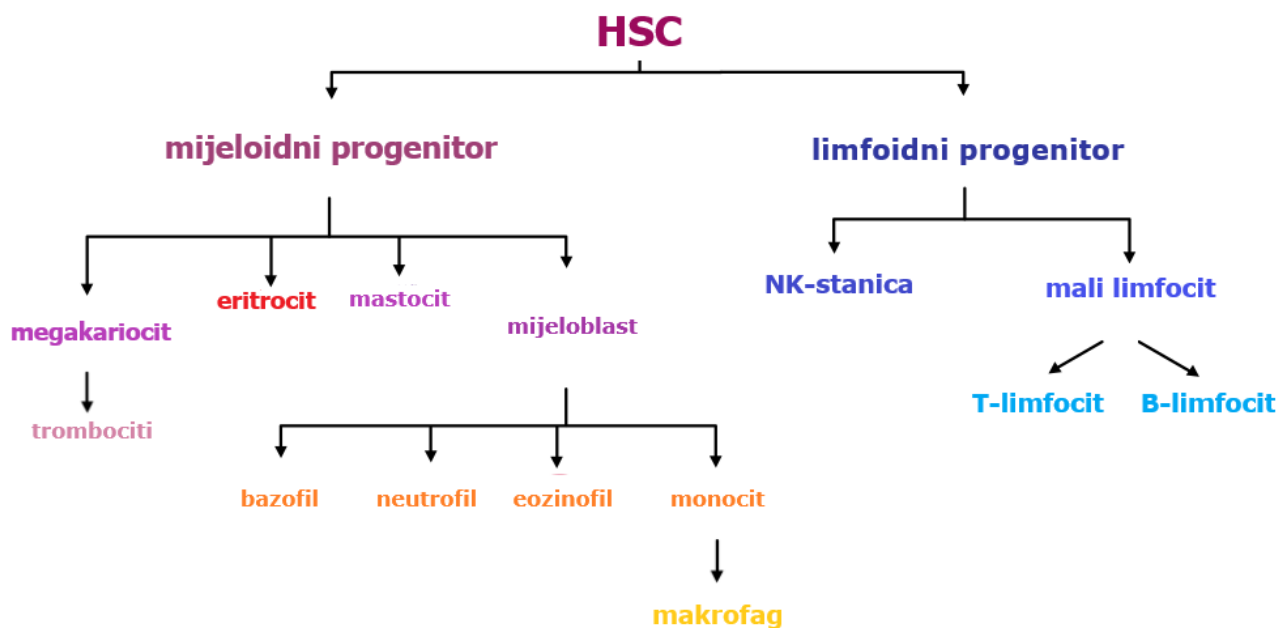 HSC
mijeloidni progenitor
limfoidni progenitor
NK-stanica
mali limfocit
eritrocit
mastocit
megakariocit
mijeloblast
T-limfocit
B-limfocit
trombociti
bazofil
neutrofil
eozinofil
monocit
makrofag